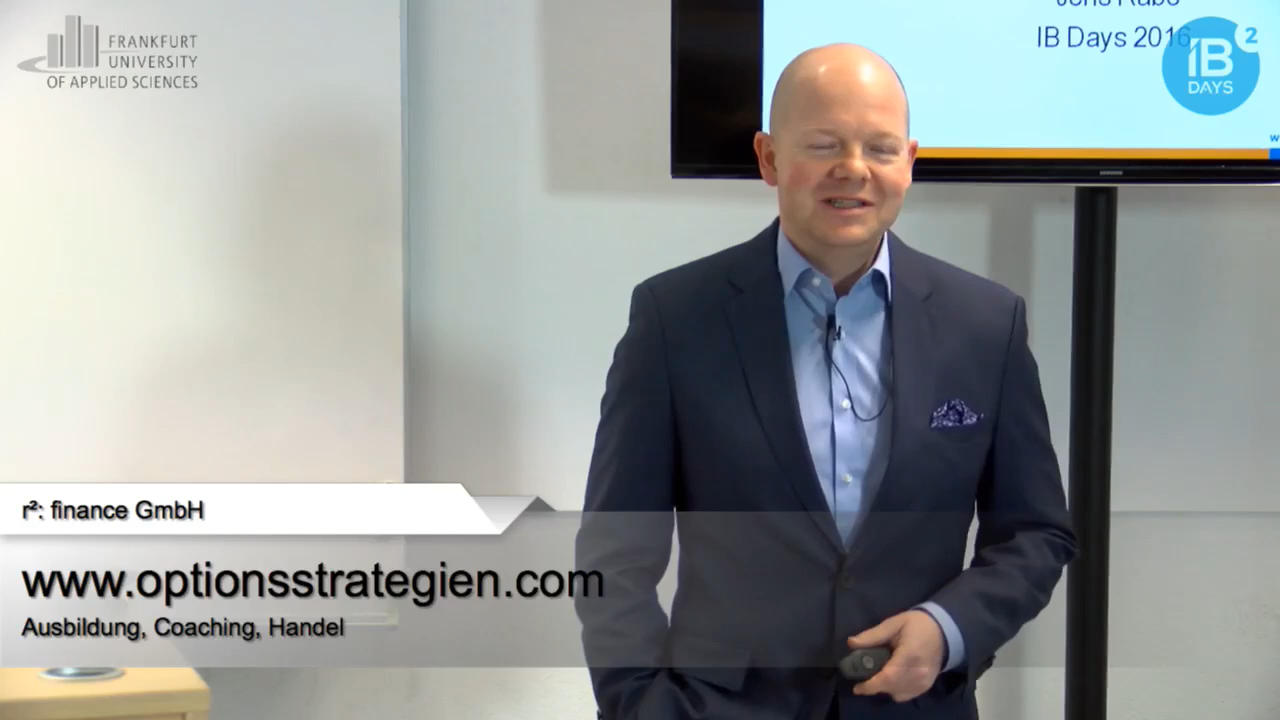 FRANKFURT
UNIVERSITY
OF APPLIED SCIENCES
IB Days 2016
IB 2
DAYS
r²: finance GmbH
www.optionsstrategien.com
Ausbildung, Coaching, Handel